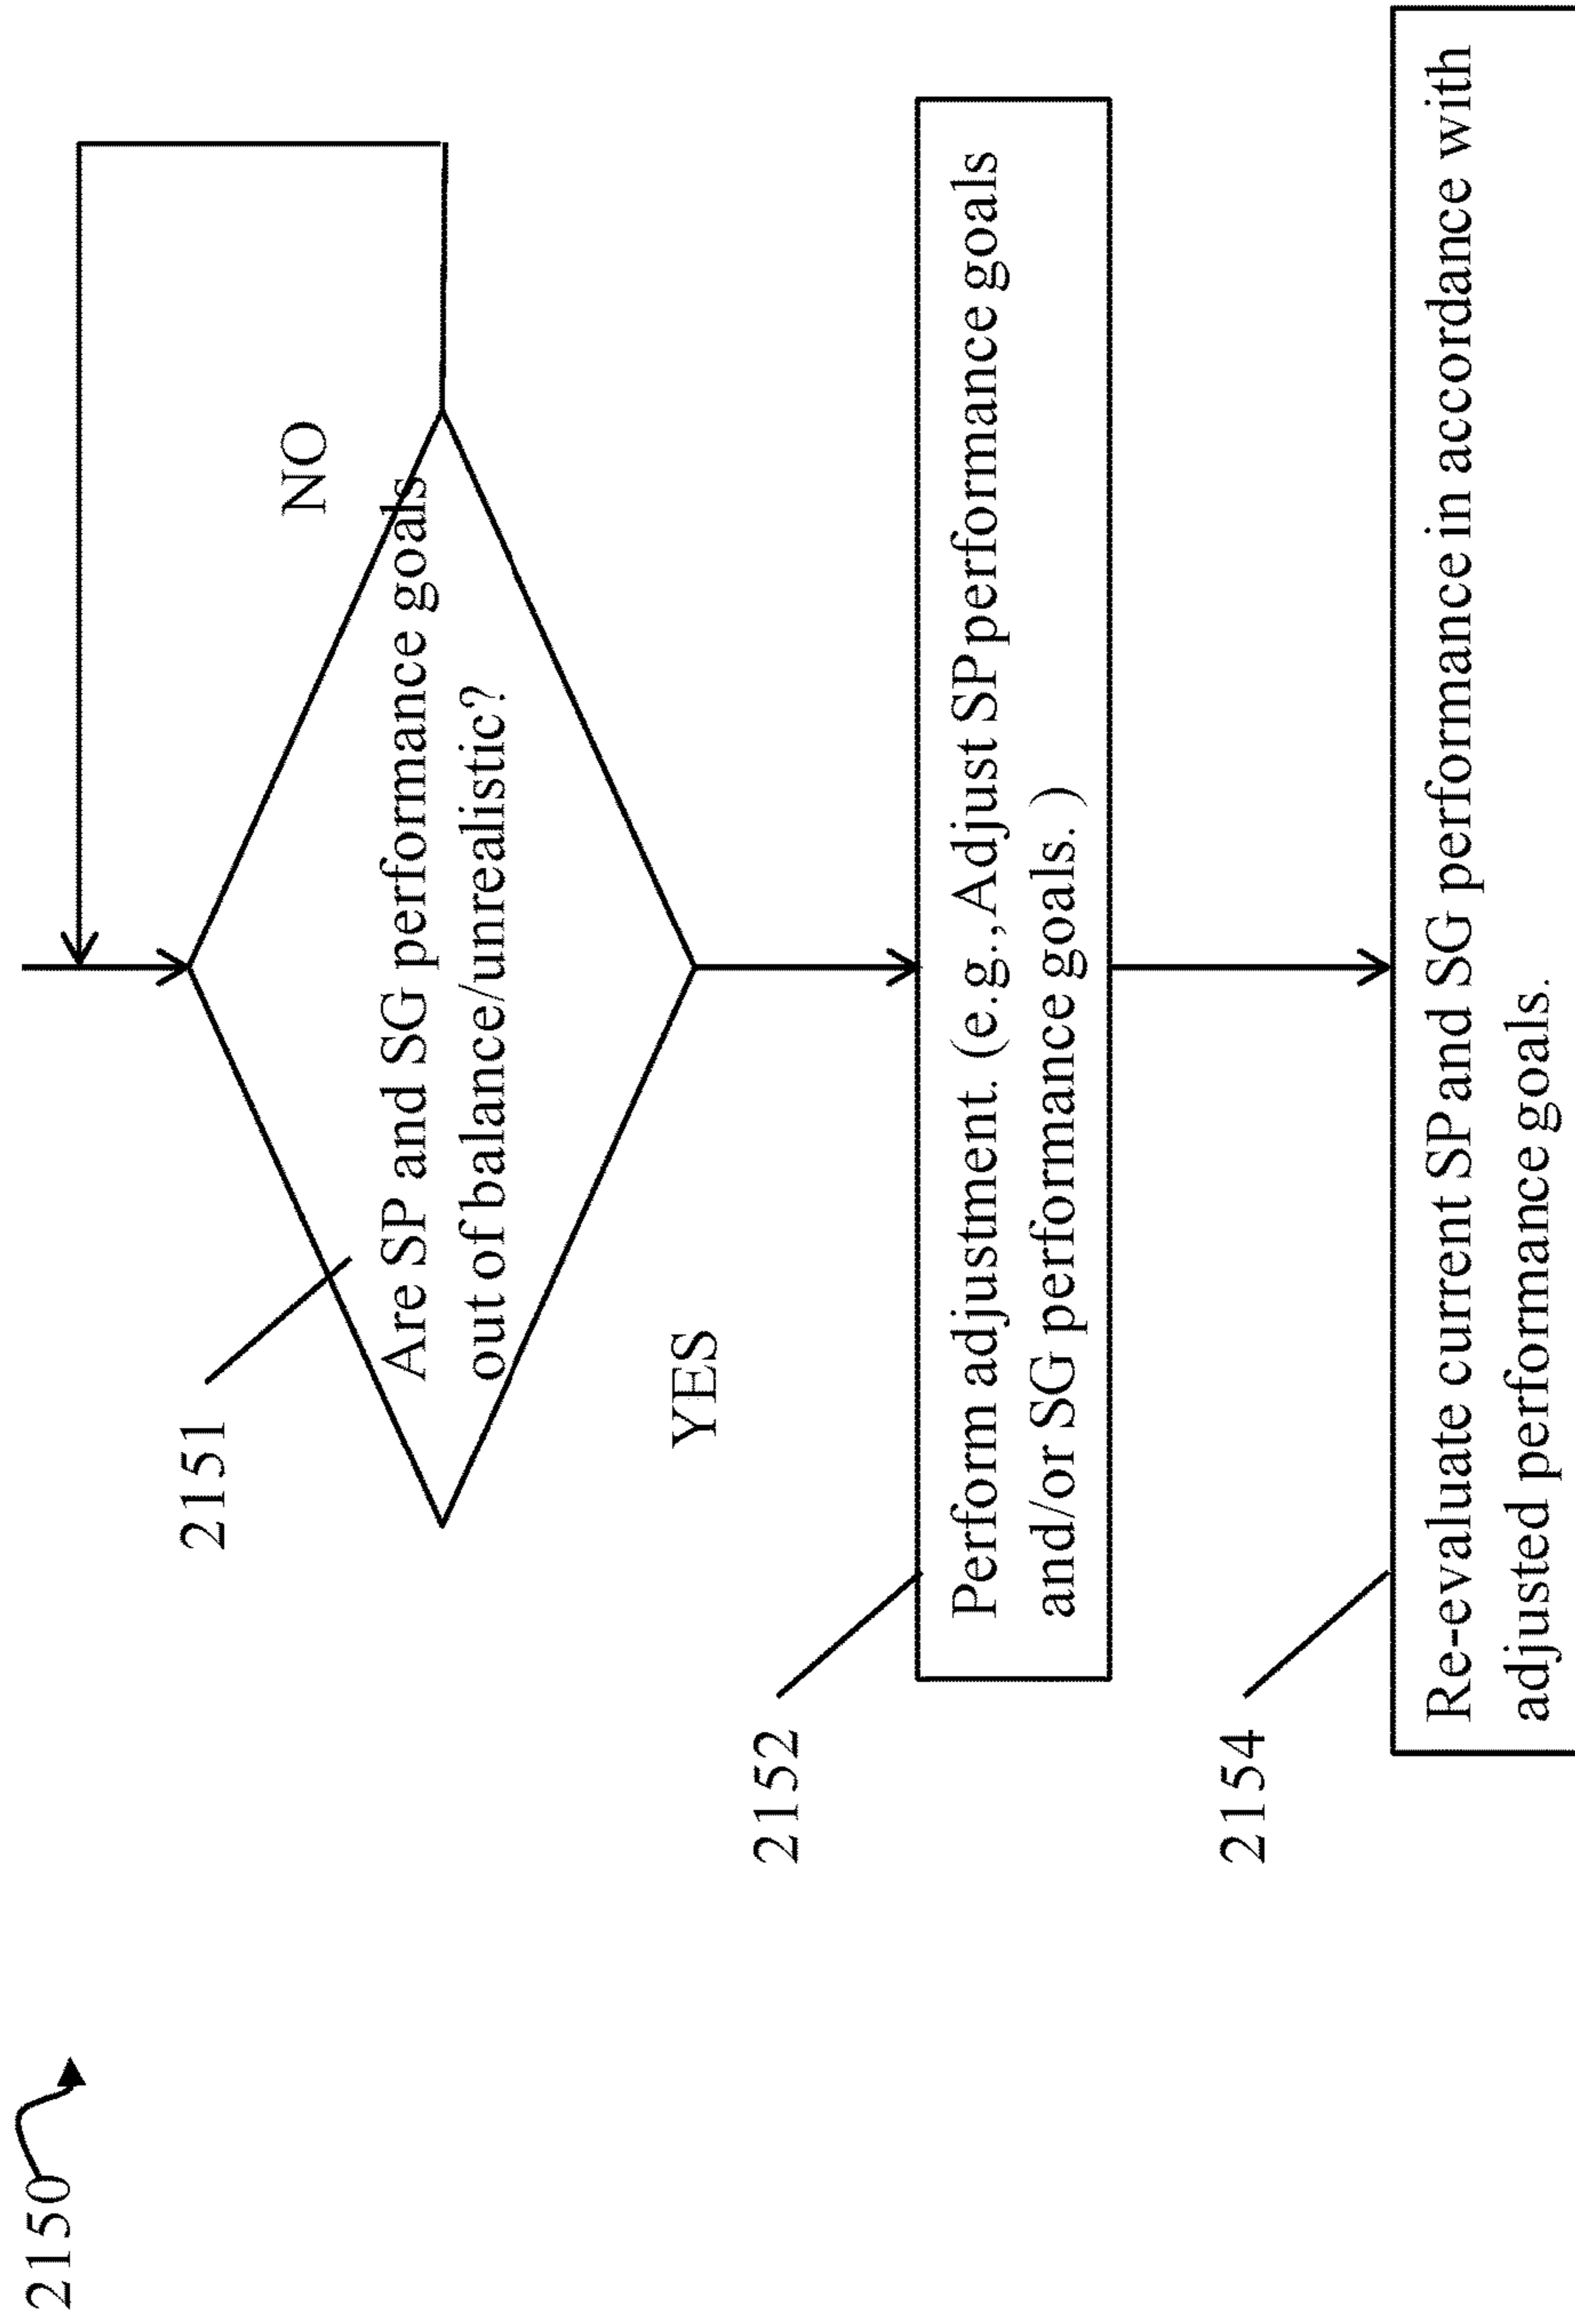 2150
2151
Are SP and SG performance goals
out of balance/unrealistic?
NO
YES
2152
Perform adjustment. (e.g.,Adjust SP performance goals
and/or SG performance goals. )
2154
Re-evaluate current SP and SG performance in accordance with
adjusted performance goals.